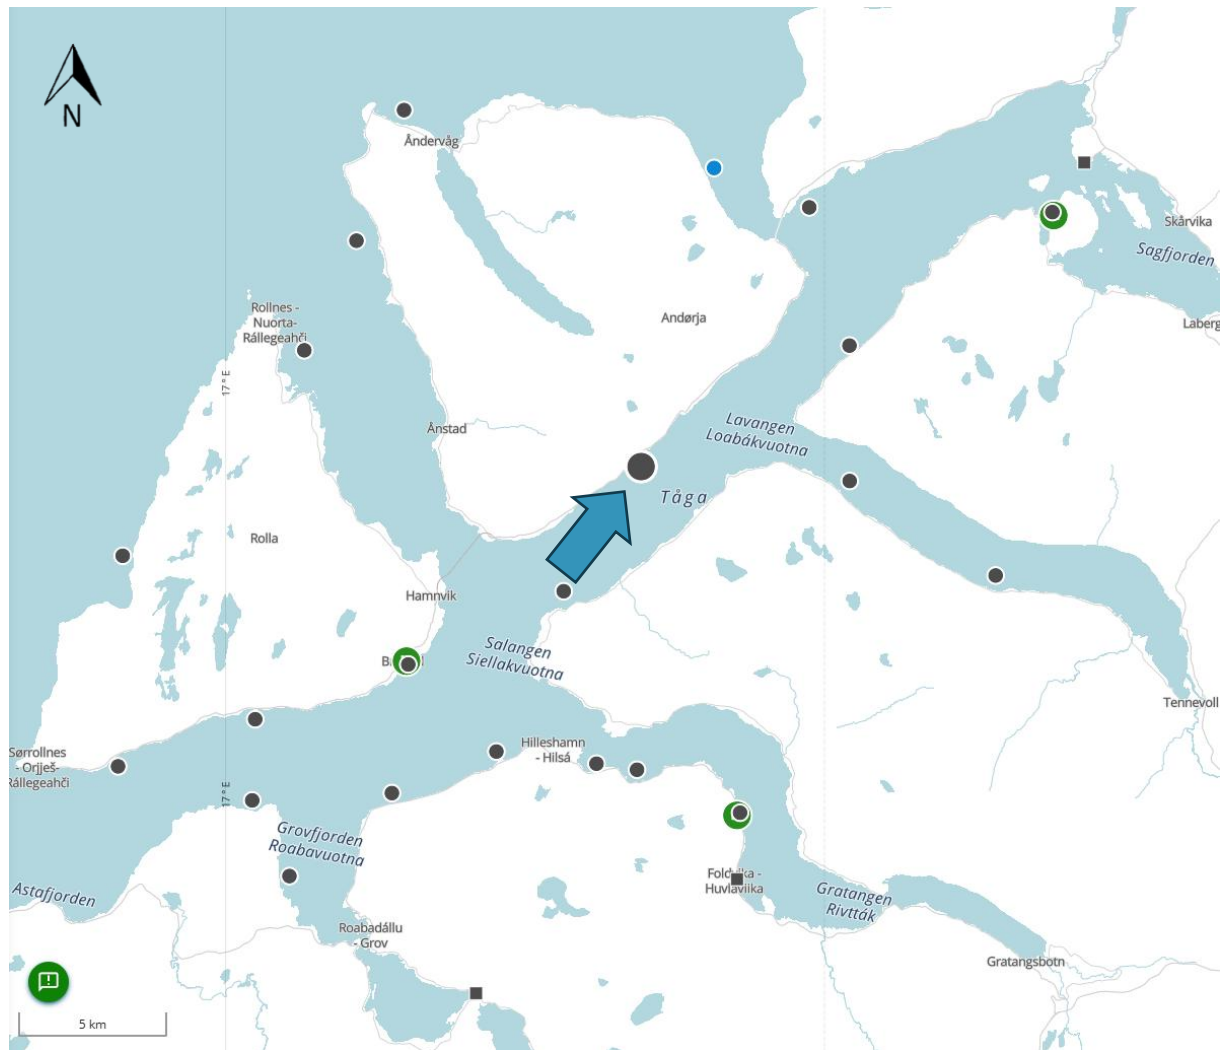 N
Åndervåg
Skårvika
Sagfjorden
Rollnes -
Nuorta-
Rállegeahči
Andørja
Laberg
17° E
Lavangen
Loabákvuotna
Ånstad
Tåga
Rolla
Hamnvik
Salangen
Siellakvuotna
Tennevoll
Hilleshamn
- Hilsá
Sørrollnes
- Orjješ-
Rállegeahči
17° E
Grovfjorden
Roabavuotna
Astafjorden
Huvlaviika
Gratangen
Rivtták
Roabadállu
- Grov
Gratangsbotn
5 km